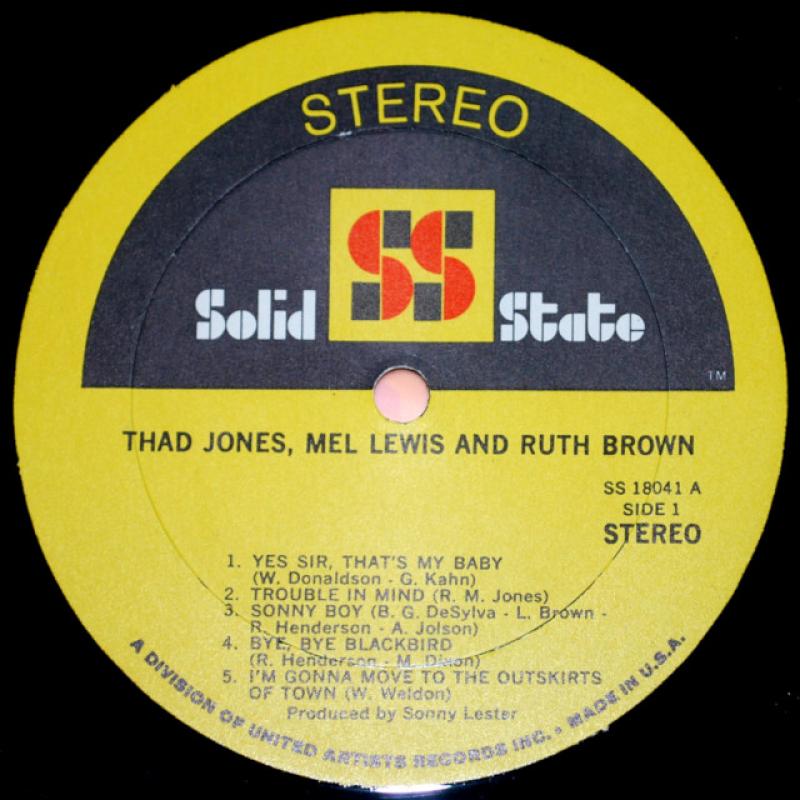 STEREO
SS
Solid State
TM
THAD JONES, MEL LEWIS AND RUTH BROWN
SS 18041 A
SIDE 1
STEREO
1. YES SIR, THAT'S MY BABY
(W. Donaldson - G. Kahn)
2. TROUBLE IN MIND (R. M. Jones)
3. SONNY BOY (B. G. DeSylva - L. Brown -
R. Henderson - A. Jolson)
4. BYE, BYE BLACKBIRD
(R. Henderson - M. Dixon)
5. I'M GONNA MOVE TO THE OUTSKIRTS
OF TOWN (W. Weldon)
Produced by Sonny Lester
A DIVISION OF UNITED ARTISTS RECORDS INC. • MADE IN U.S.A.